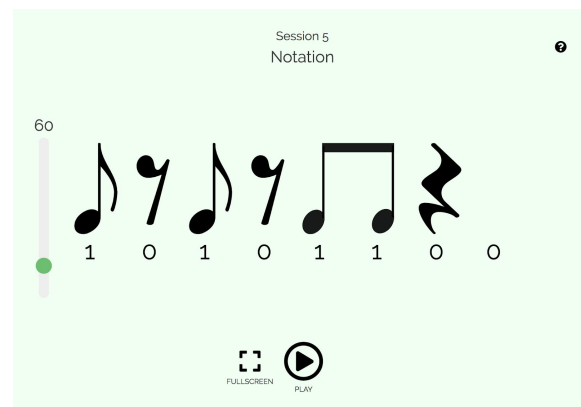 Session 5
Notation
?
60
1 0 1 0 1 1 0 0
FULLSCREEN
PLAY